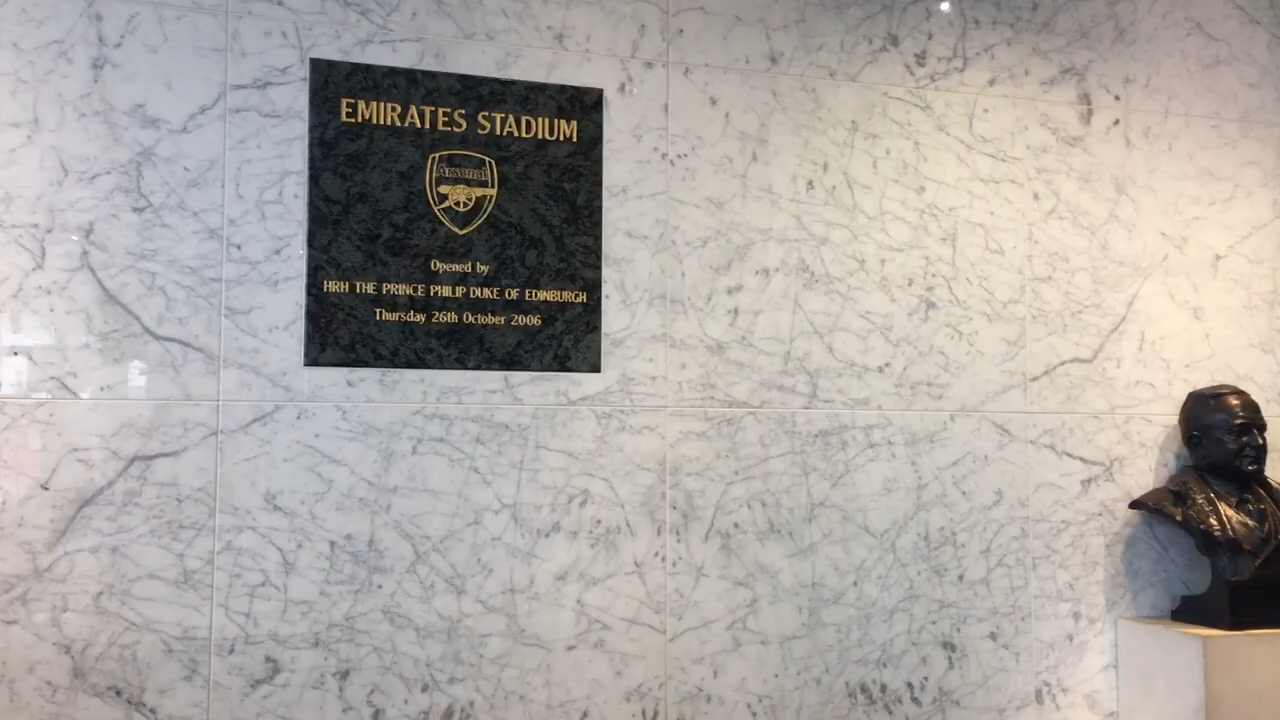 EMIRATES STADIUM
Arsenal
Opened by
HRH THE PRINCE PHILIP DUKE OF EDINBURGH
Thursday 26th October 2006